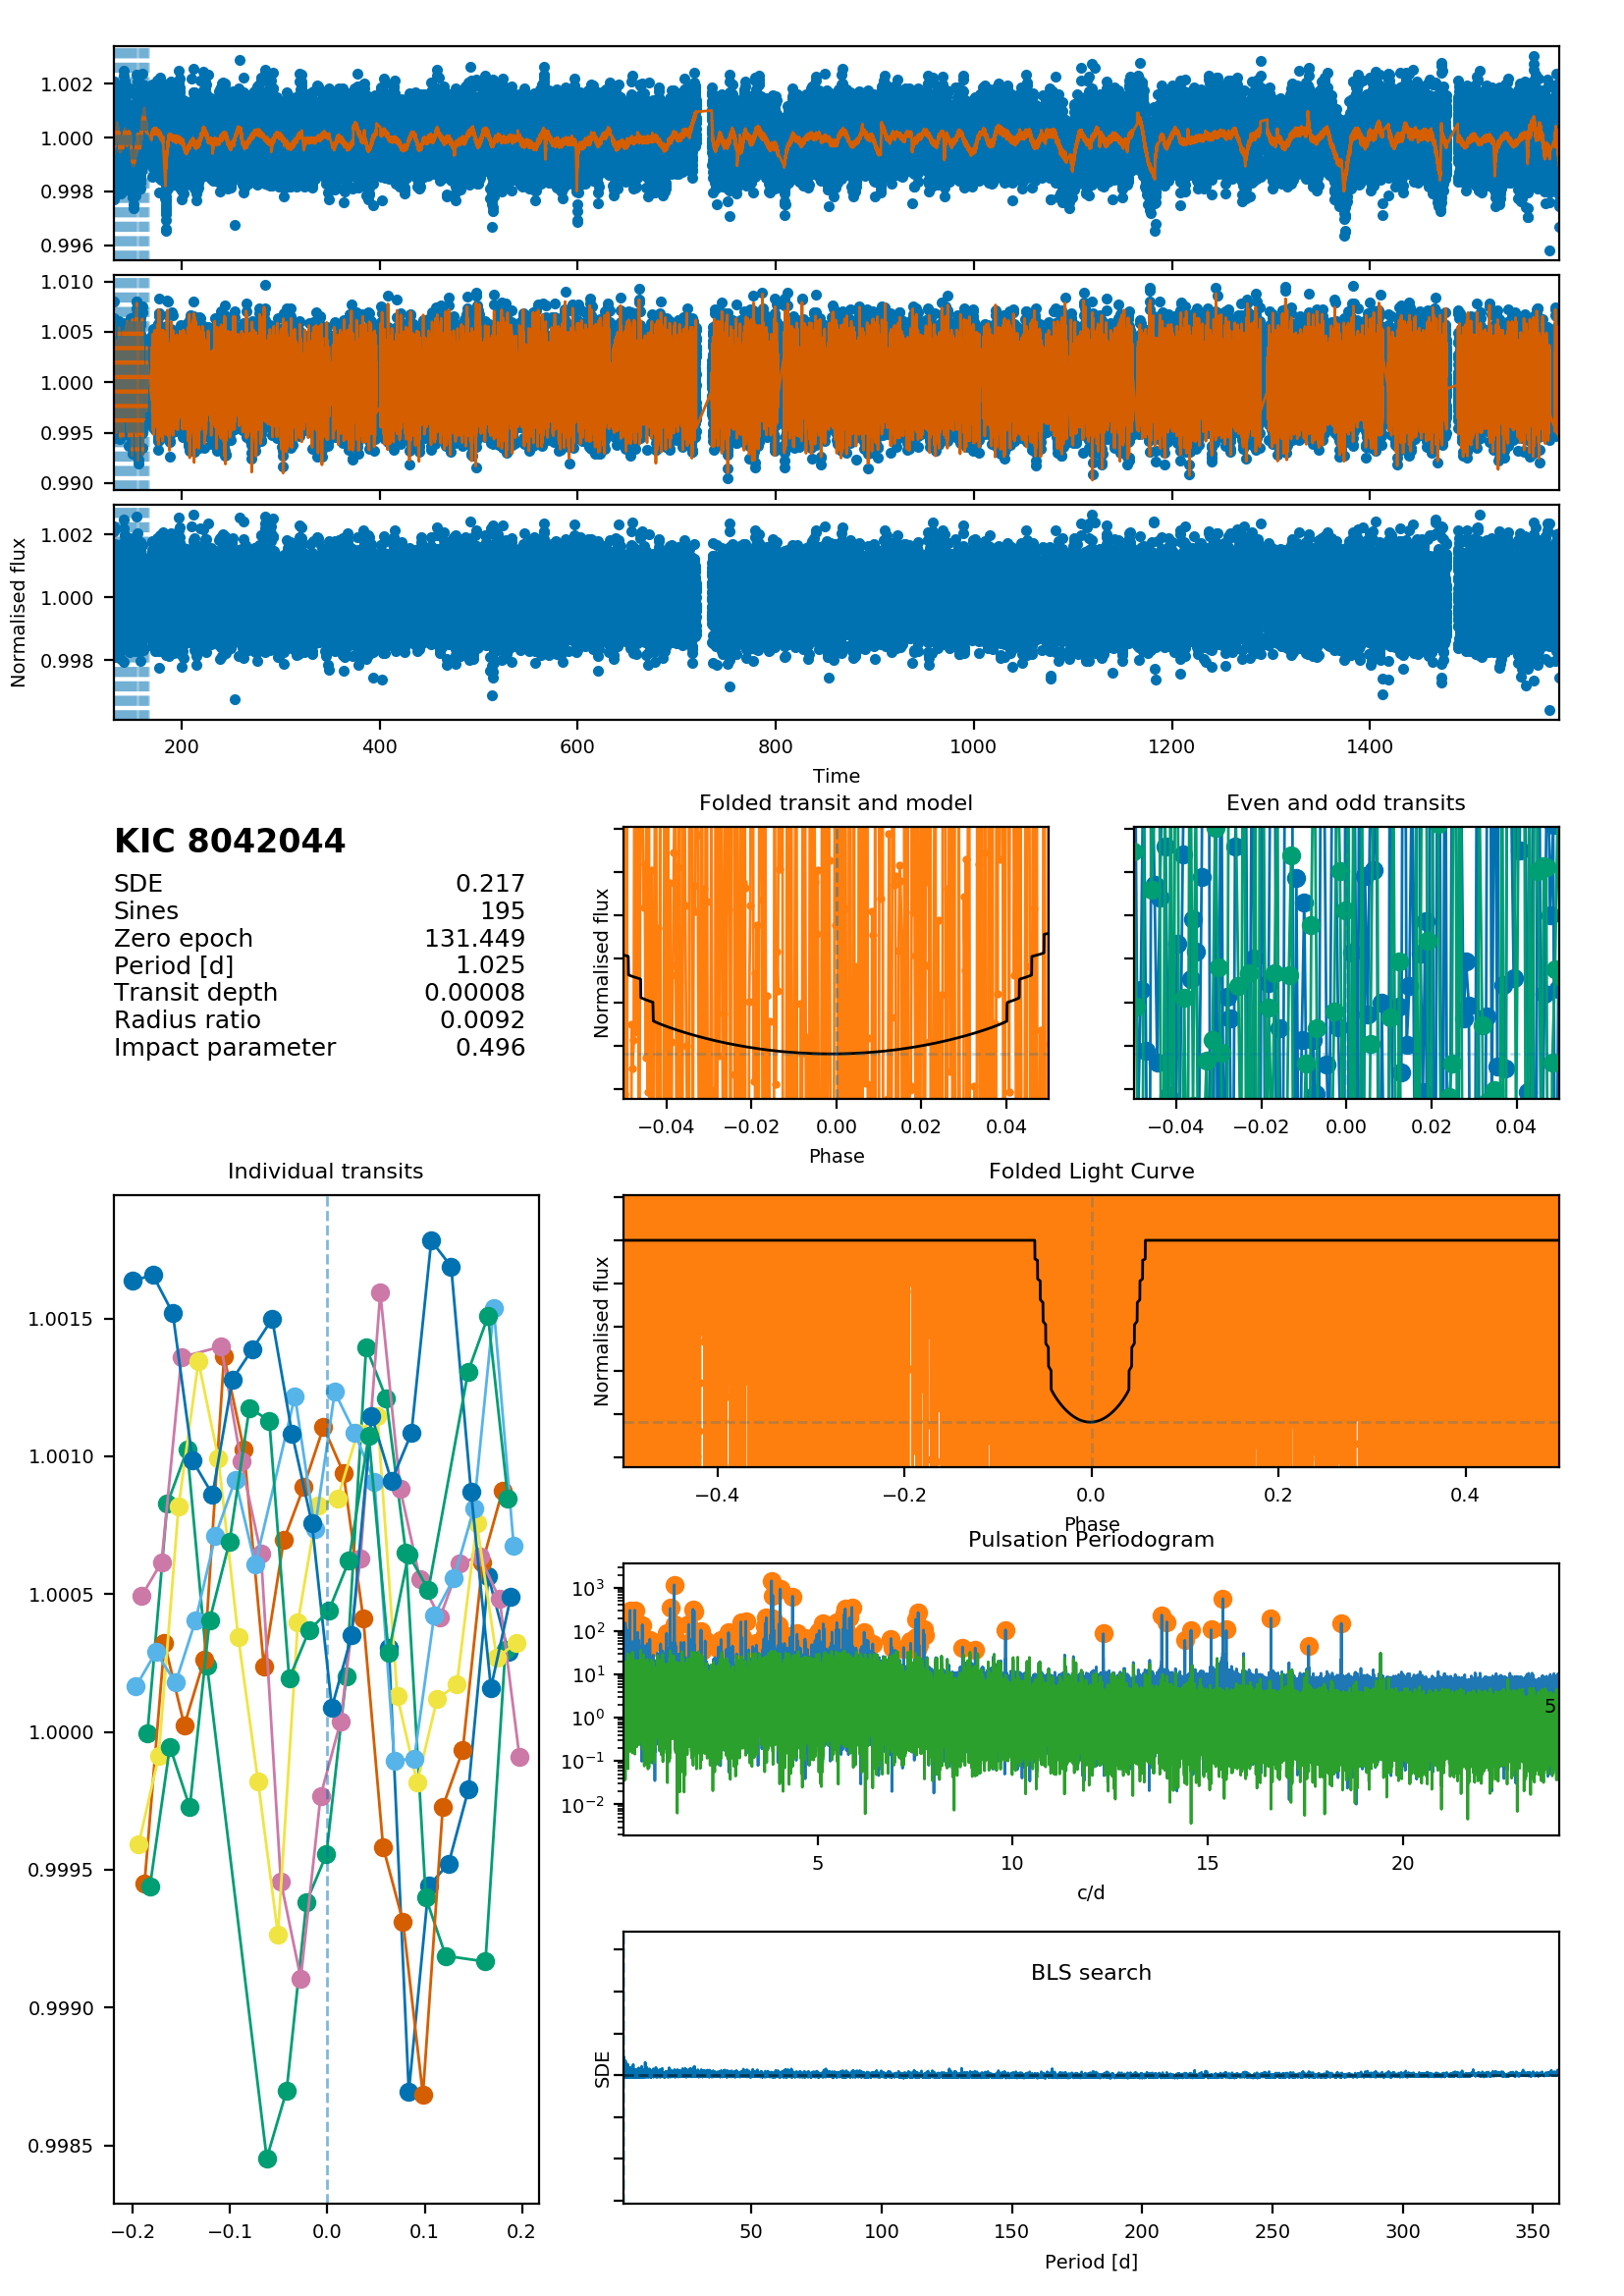 1.002
1.000
0.998
0.996
1.010
1.005
1.000
0.995
0.990
1.002
1.000
0.998
Normalised flux
200 400 600 800 1000 1200 1400
Time
KIC 8042044
SDE 0.217
Sines 195
Zero epoch 131.449
Period [d] 1.025
Transit depth 0.00008
Radius ratio 0.0092
Impact parameter 0.496
Folded transit and model
Normalised flux
−0.04 −0.02 0.00 0.02 0.04
Phase
Even and odd transits
−0.04 −0.02 0.00 0.02 0.04
Individual transits
1.0015
1.0010
1.0005
1.0000
0.9995
0.9990
0.9985
−0.2 −0.1 0.0 0.1 0.2
Folded Light Curve
Normalised flux
−0.4 −0.2 0.0 0.2 0.4
Phase
Pulsation Periodogram
10³
10²
10¹
10⁰
10⁻¹
10⁻²
5
5 10 15 20
c/d
BLS search
SDE
50 100 150 200 250 300 350
Period [d]